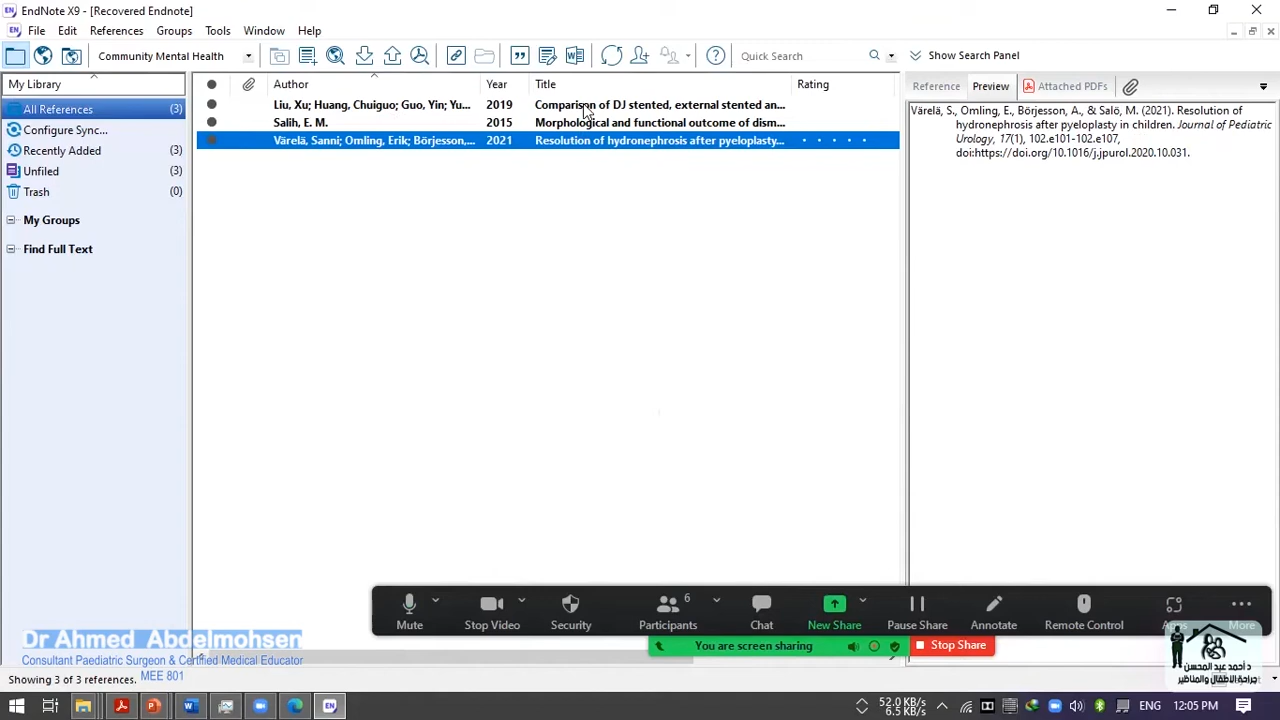 EndNote X9 - [Recovered Endnote]
File Edit References Tools Groups Window Help
Community Mental Health
Quick Search
Show Search Panel
My Library
Author Year Title Rating
Reference Preview Attached PDFs
All References (3)
Configure Sync...
Recently Added (3)
Unfiled (3)
Trash (0)
My Groups
Find Full Text
Liu, Xu; Huang, Chuiguo; Guo, Yin; Yu... 2019 Comparison of DJ stented, external stented an...
Salih, E. M. 2015 Morphological and functional outcome of dism...
Värelä, Sanni; Omling, Erik; Börjesson,... 2021 Resolution of hydronephrosis after pyeloplasty...
Värelä, S., Omling, E., Börjesson, A., & Salö, M. (2021). Resolution of
hydronephrosis after pyeloplasty in children. Journal of Pediatric
Urology, 17(1), 102.e101-102.e107,
doi:https://doi.org/10.1016/j.jpurol.2020.10.031.
6
Mute Stop Video Security Participants Chat New Share Pause Share Annotate Remote Control Apps More
You are screen sharing Stop Share
Dr Ahmed Abdelmohsen
Consultant Paediatric Surgeon & Certified Medical Educator
MEE 801
د أحمد عبد المحسن
جراحة الأطفال والمناظير
Showing 3 of 3 references.
52.0 KB/s
6.5 KB/s
ENG 12:05 PM